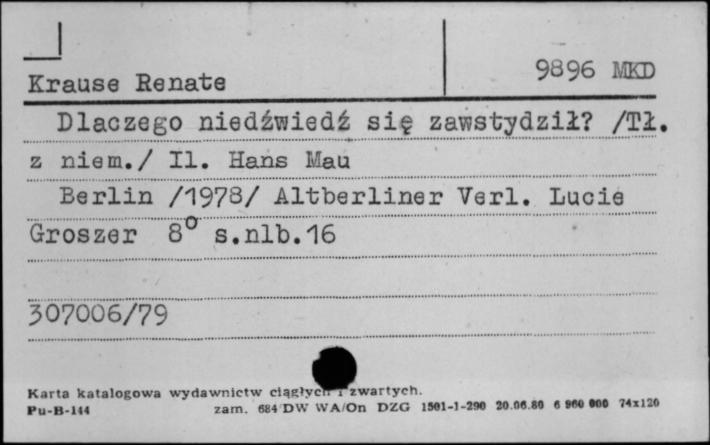 9896 MKD
Krause Renate
Dlaczego niedźwiedź się zawstydził? /Tł.
z niem./ Il. Hans Mau
Berlin /1978/ Altberliner Verl. Lucie
Groszer 8° s.nlb.16
307006/79
Karta katalogowa wydawnictw ciągłych i zwartych.
Pu-B-144 zam. 684 DW WA/On DZG 1501-1-290 20.06.80 6 960 000 74x120